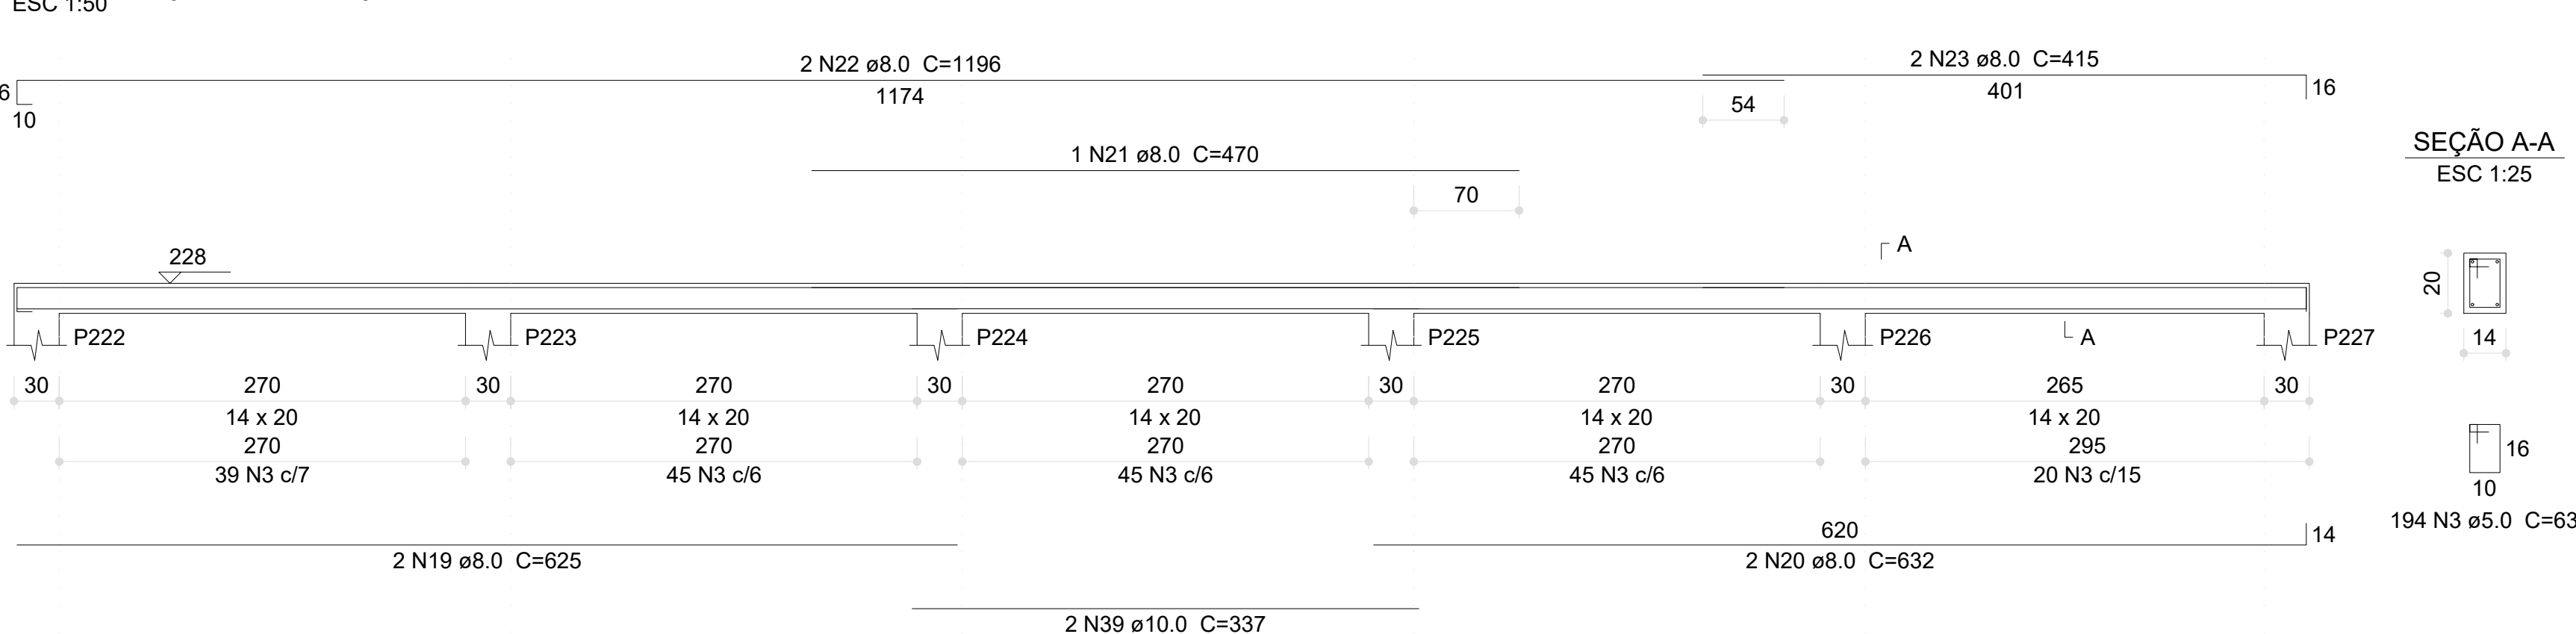 ESC 1:50
2 N22 ø8.0 C=1196
2 N23 ø8.0 C=415
6
1174
401
16
10
54
1 N21 ø8.0 C=470
70
SEÇÃO A-A
ESC 1:25
228
A
20
14
P222
P223
P224
P225
P226
A
P227
30 270 30 270 30 270 30 270 30 265 30
14 x 20 14 x 20 14 x 20 14 x 20 14 x 20
270 270 270 270 295
39 N3 c/7 45 N3 c/6 45 N3 c/6 45 N3 c/6 20 N3 c/15
16
10
194 N3 ø5.0 C=63
620
14
2 N19 ø8.0 C=625
2 N20 ø8.0 C=632
2 N39 ø10.0 C=337